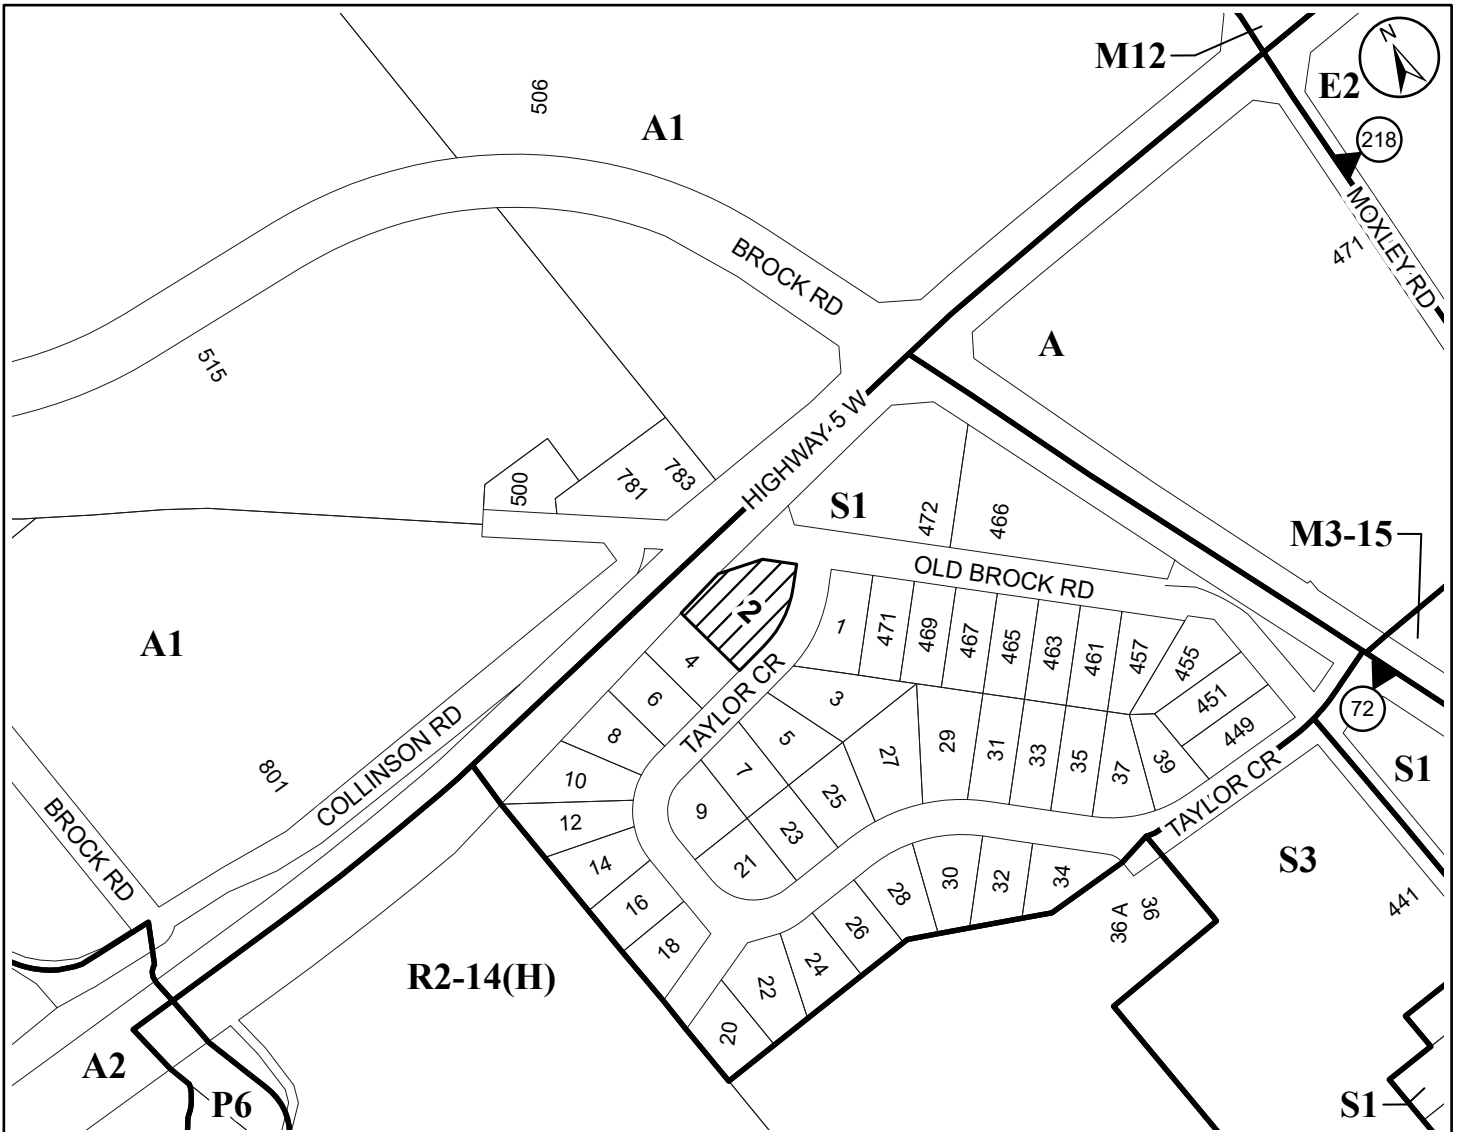 M12
N
E2
506
A1
218
MOXLEY RD
471
BROCK RD
A
515
HIGHWAY 5 W
500
781
783
S1
472
466
M3-15
OLD BROCK RD
2
1
471
469
467
465
463
461
457
455
451
449
A1
4
6
8
10
12
14
16
18
20
22
24
26
28
30
32
34
TAYLOR CR
3
5
7
9
21
23
25
27
29
31
33
35
37
39
TAYLOR CR
72
S1
801
COLLINSON RD
BROCK RD
S3
441
36 A
36
R2-14(H)
A2
P6
S1